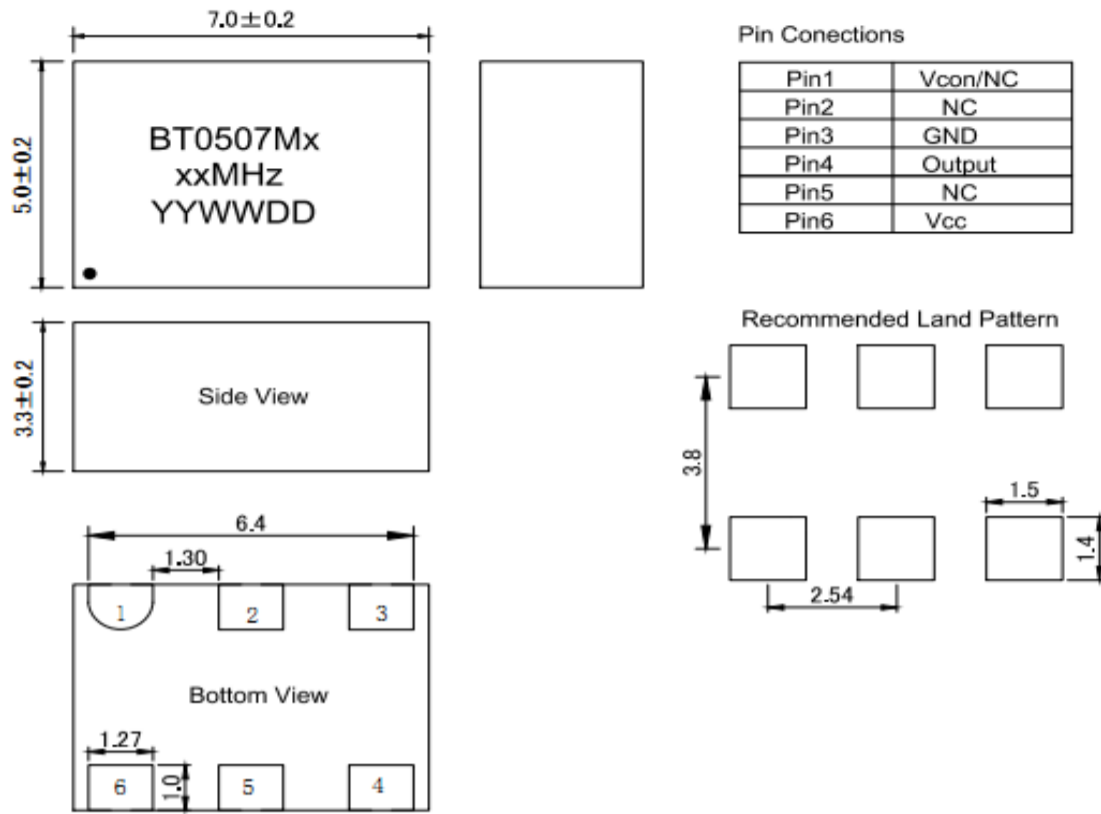 7.0±0.2
5.0±0.2
BT0507Mx
xxMHz
YYWWDD
Pin Conections
Pin1 Vcon/NC
Pin2 NC
Pin3 GND
Pin4 Output
Pin5 NC
Pin6 Vcc
3.3±0.2
Side View
Recommended Land Pattern
3.8
1.5
1.4
2.54
6.4
1.30
1 2 3
Bottom View
1.27
1.0
6 5 4